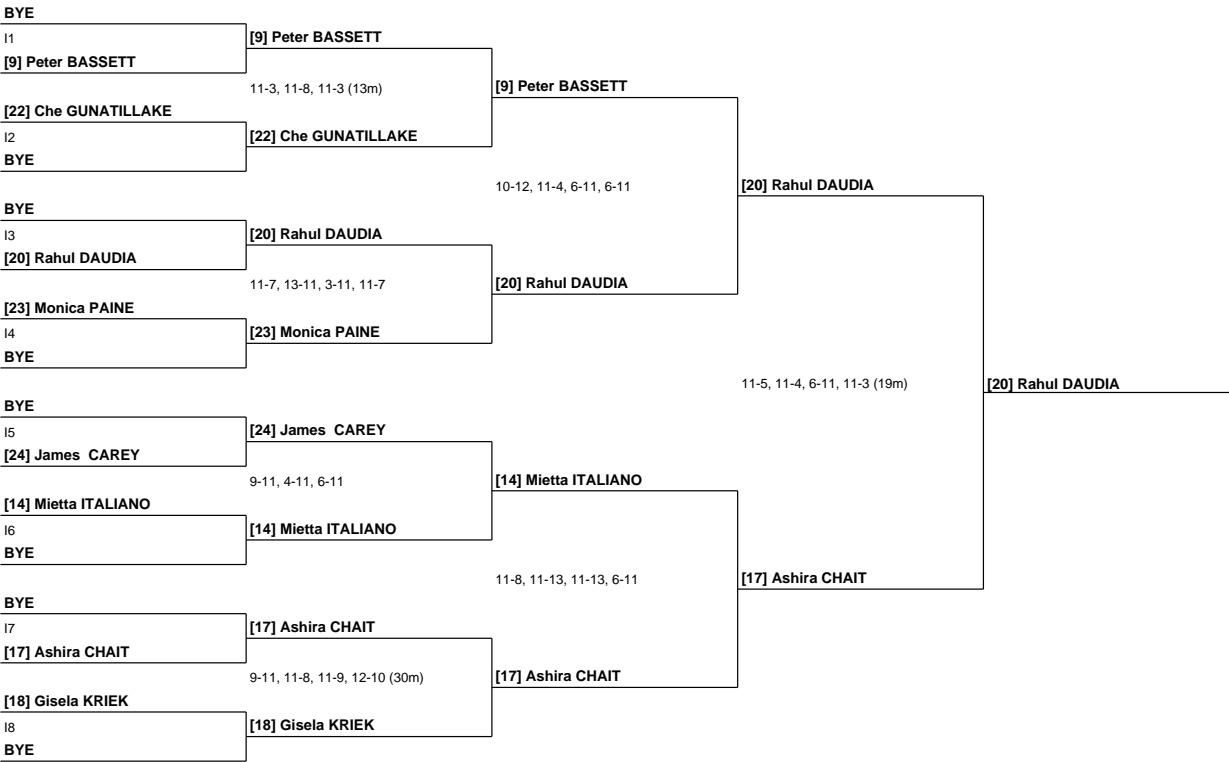 BYE
I1
[9] Peter BASSETT
[22] Che GUNATILLAKE
I2
BYE
BYE
I3
[20] Rahul DAUDIA
[23] Monica PAINE
I4
BYE
BYE
I5
[24] James  CAREY
[14] Mietta ITALIANO
I6
BYE
BYE
I7
[17] Ashira CHAIT
[18] Gisela KRIEK
I8
BYE
[9] Peter BASSETT
11-3, 11-8, 11-3 (13m)
[22] Che GUNATILLAKE
[20] Rahul DAUDIA
11-7, 13-11, 3-11, 11-7
[23] Monica PAINE
[24] James  CAREY
9-11, 4-11, 6-11
[14] Mietta ITALIANO
[17] Ashira CHAIT
9-11, 11-8, 11-9, 12-10 (30m)
[18] Gisela KRIEK
[9] Peter BASSETT
10-12, 11-4, 6-11, 6-11
[20] Rahul DAUDIA
[14] Mietta ITALIANO
11-8, 11-13, 11-13, 6-11
[17] Ashira CHAIT
[20] Rahul DAUDIA
11-5, 11-4, 6-11, 11-3 (19m)
[17] Ashira CHAIT
[20] Rahul DAUDIA